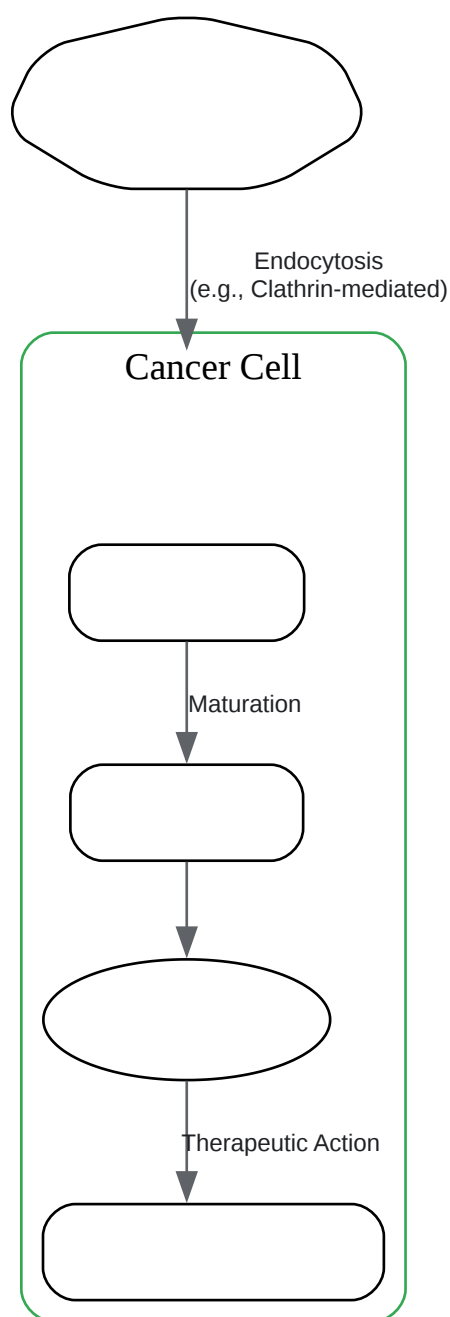 Endocytosis
(e.g., Clathrin-mediated)
Cancer Cell
Maturation
Therapeutic Action